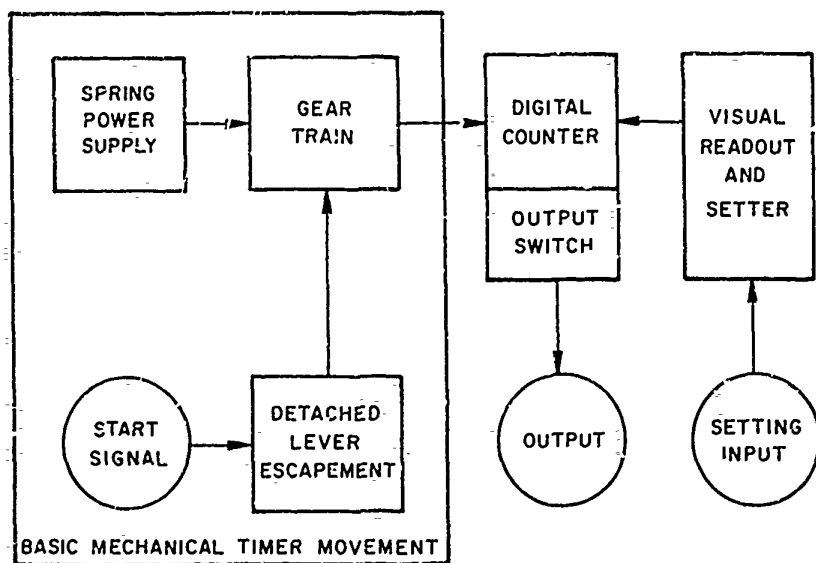 SPRING
POWER
SUPPLY
GEAR
TRAIN
DIGITAL
COUNTER
OUTPUT
SWITCH
VISUAL
READOUT
AND
SETTER
START
SIGNAL
DETACHED
LEVER
ESCAPEMENT
OUTPUT
SETTING
INPUT
BASIC MECHANICAL TIMER MOVEMENT